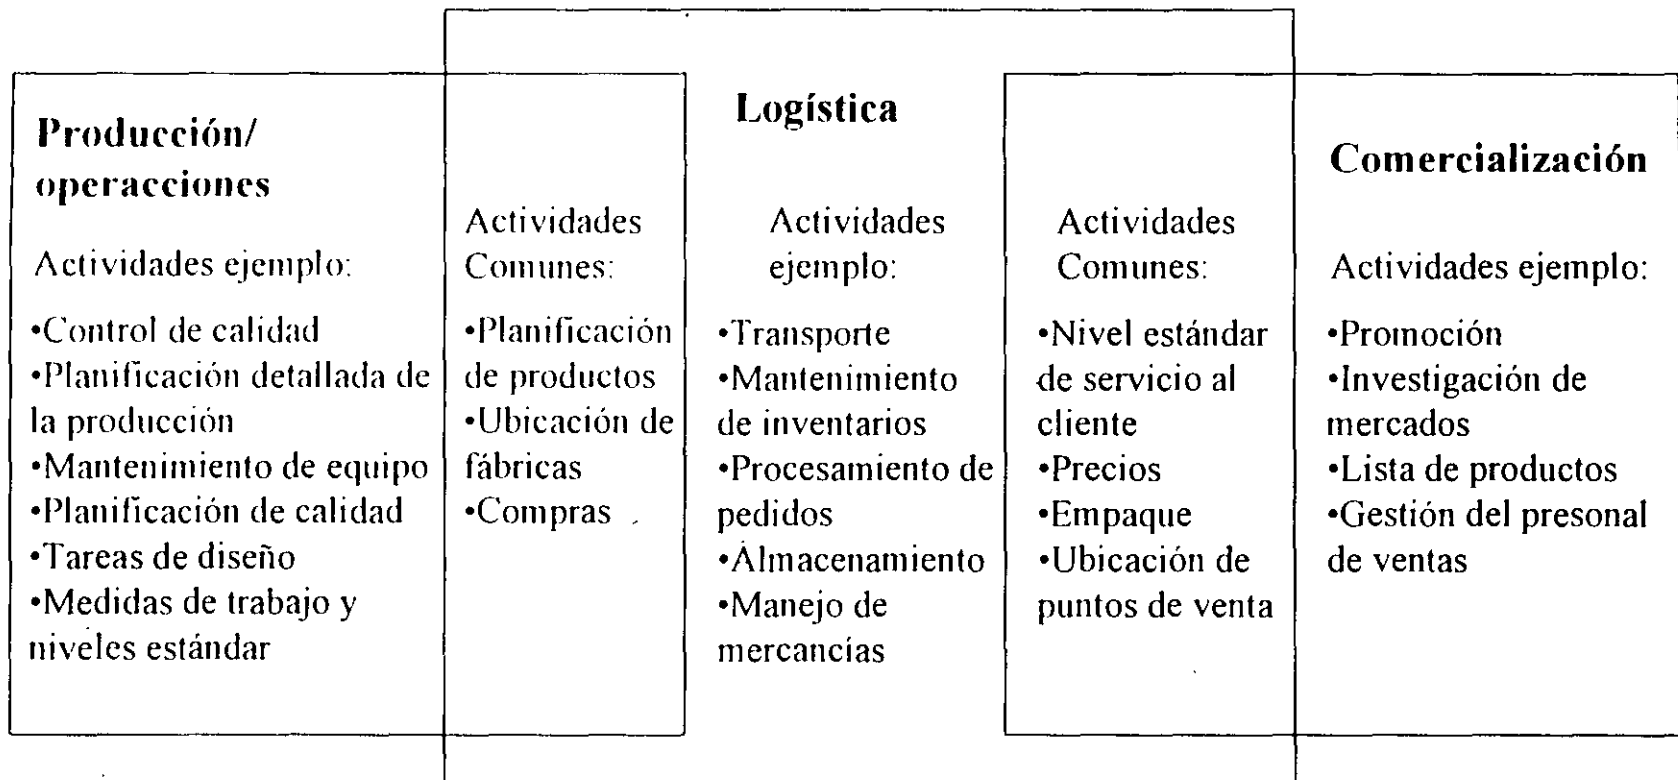 Producción/
operacciones
Actividades ejemplo:
•Control de calidad
•Planificación detallada de
la producción
•Mantenimiento de equipo
•Planificación de calidad
•Tareas de diseño
•Medidas de trabajo y
niveles estándar
Actividades
Comunes:
•Planificación
de productos
•Ubicación de
fábricas
•Compras
Logística
Actividades
ejemplo:
•Transporte
•Mantenimiento
de inventarios
•Procesamiento de
pedidos
•Almacenamiento
•Manejo de
mercancías
Actividades
Comunes:
•Nivel estándar
de servicio al
cliente
•Precios
•Empaque
•Ubicación de
puntos de venta
Comercialización
Actividades ejemplo:
•Promoción
•Investigación de
mercados
•Lista de productos
•Gestión del presonal
de ventas